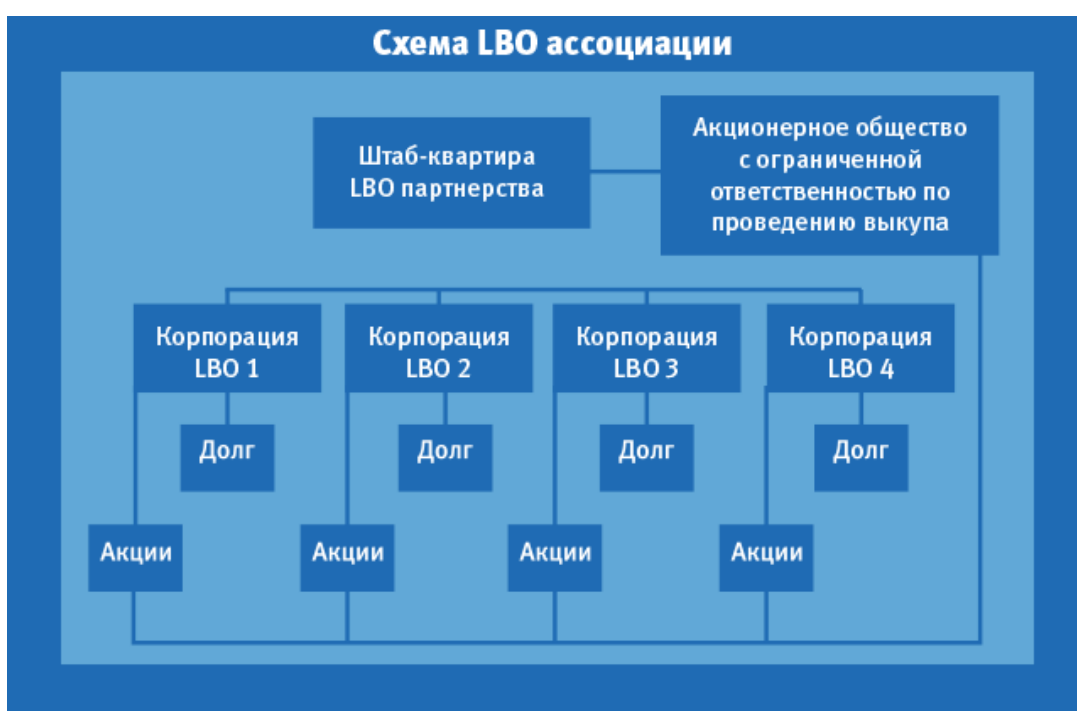 Схема LBO ассоциации
Штаб-квартира
LBO партнерства
Акционерное общество
с ограниченной
ответственностью по
проведению выкупа
Корпорация
LBO 1
Корпорация
LBO 2
Корпорация
LBO 3
Корпорация
LBO 4
Долг
Долг
Долг
Долг
Акции
Акции
Акции
Акции